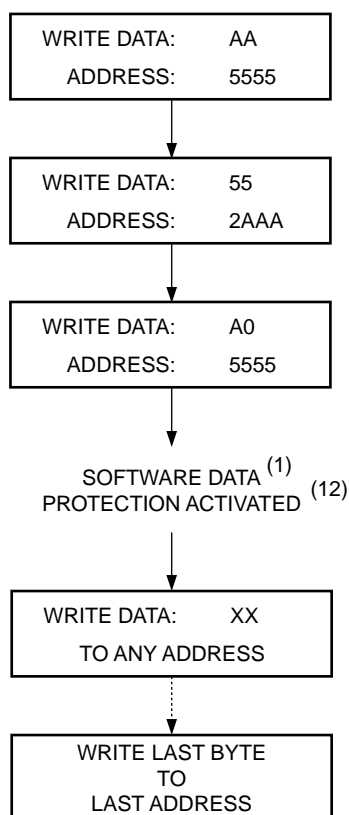 WRITE DATA: AA
ADDRESS: 5555
WRITE DATA: 55
ADDRESS: 2AAA
WRITE DATA: A0
ADDRESS: 5555
SOFTWARE DATA (1)
PROTECTION ACTIVATED (12)
WRITE DATA: XX
TO ANY ADDRESS
WRITE LAST BYTE
TO
LAST ADDRESS